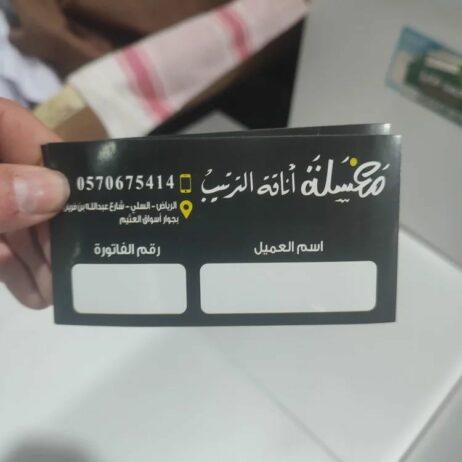 مغسلة أناقة الترتيب
0570675414
الرياض - السلي - شارع عبدالله بن
بجوار أسواق العثيم
اسم العميل
رقم الفاتورة